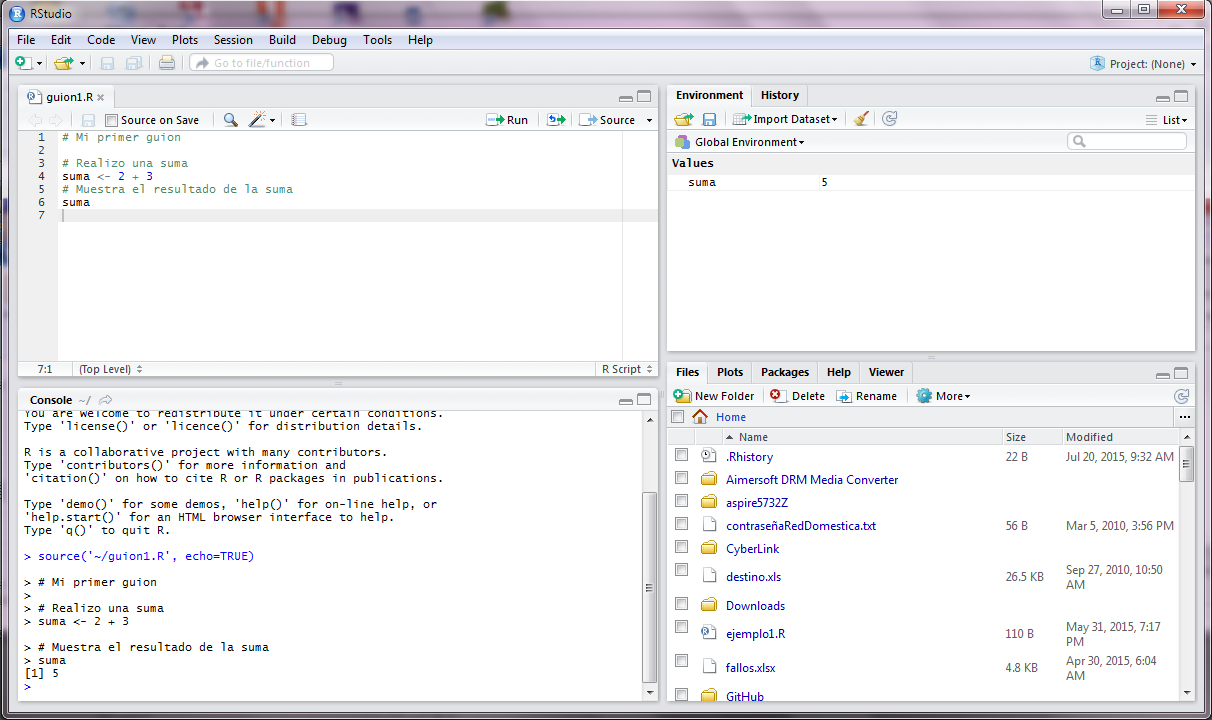 RStudio
File Edit Code View Plots Session Build Debug Tools Help
Go to file/function
Project: (None)
guion1.R
Source on Save Run Source
1 # Mi primer guion
2
3 # Realizo una suma
4 suma <- 2 + 3
5 # Muestra el resultado de la suma
6 suma
7
7:1 (Top Level) R Script
Console ~/
You are welcome to redistribute it under certain conditions.
Type 'license()' or 'licence()' for distribution details.
R is a collaborative project with many contributors.
Type 'contributors()' for more information and
'citation()' on how to cite R or R packages in publications.
Type 'demo()' for some demos, 'help()' for on-line help, or
'help.start()' for an HTML browser interface to help.
Type 'q()' to quit R.
> source('~/guion1.R', echo=TRUE)
> # Mi primer guion
>
> # Realizo una suma
> suma <- 2 + 3
> # Muestra el resultado de la suma
> suma
[1] 5
>
Environment History
Import Dataset List
Global Environment
Values
suma 5
Files Plots Packages Help Viewer
New Folder Delete Rename More
Home ...
Name Size Modified
.Rhistory 22 B Jul 20, 2015, 9:32 AM
Aimersoft DRM Media Converter
aspire5732Z
contraseñaRedDomestica.txt 56 B Mar 5, 2010, 3:56 PM
CyberLink
destino.xls 26.5 KB Sep 27, 2010, 10:50
AM
Downloads
ejemplo1.R 110 B May 31, 2015, 7:17
PM
fallos.xlsx 4.8 KB Apr 30, 2015, 6:04
AM
GitHub